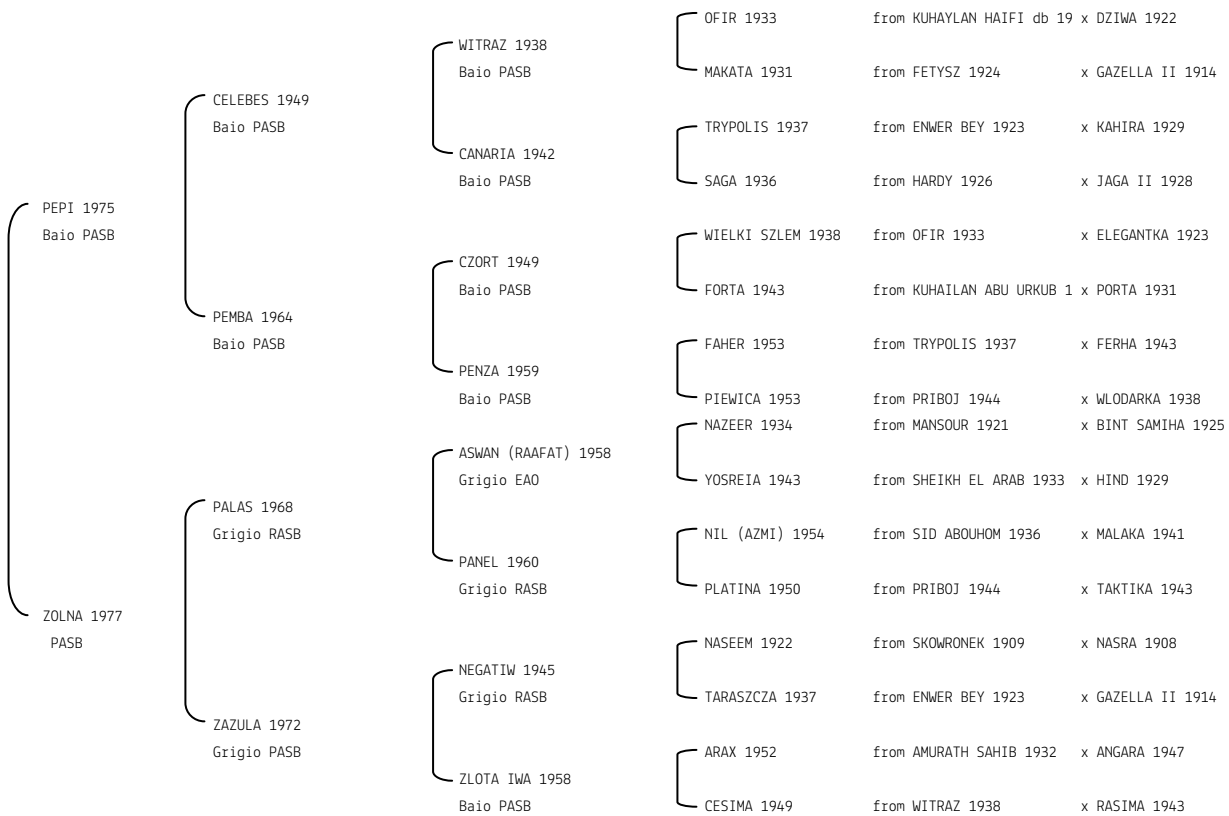 OFIR 1933 from KUHAYLAN HAIFI db 19 x DZIWA 1922
WITRAZ 1938
Baio PASB MAKATA 1931 from FETYSZ 1924 x GAZELLA II 1914
CELEBES 1949
Baio PASB TRYPOLIS 1937 from ENWER BEY 1923 x KAHIRA 1929
CANARIA 1942
Baio PASB SAGA 1936 from HARDY 1926 x JAGA II 1928
PEPI 1975
Baio PASB WIELKI SZLEM 1938 from OFIR 1933 x ELEGANTKA 1923
CZORT 1949
Baio PASB FORTA 1943 from KUHAILAN ABU URKUB 1 x PORTA 1931
PEMBA 1964
Baio PASB FAHER 1953 from TRYPOLIS 1937 x FERHA 1943
PENZA 1959
Baio PASB PIEWICA 1953 from PRIBOJ 1944 x WLODARKA 1938
NAZEER 1934 from MANSOUR 1921 x BINT SAMIHA 1925
ASWAN (RAAFAT) 1958
Grigio EAO YOSREIA 1943 from SHEIKH EL ARAB 1933 x HIND 1929
PALAS 1968
Grigio RASB NIL (AZMI) 1954 from SID ABOUHOM 1936 x MALAKA 1941
PANEL 1960
Grigio RASB PLATINA 1950 from PRIBOJ 1944 x TAKTIKA 1943
ZOLNA 1977
PASB NASEEM 1922 from SKOWRONEK 1909 x NASRA 1908
NEGATIW 1945
Grigio RASB TARASZCZA 1937 from ENWER BEY 1923 x GAZELLA II 1914
ZAZULA 1972
Grigio PASB ARAX 1952 from AMURATH SAHIB 1932 x ANGARA 1947
ZLOTA IWA 1958
Baio PASB CESIMA 1949 from WITRAZ 1938 x RASIMA 1943